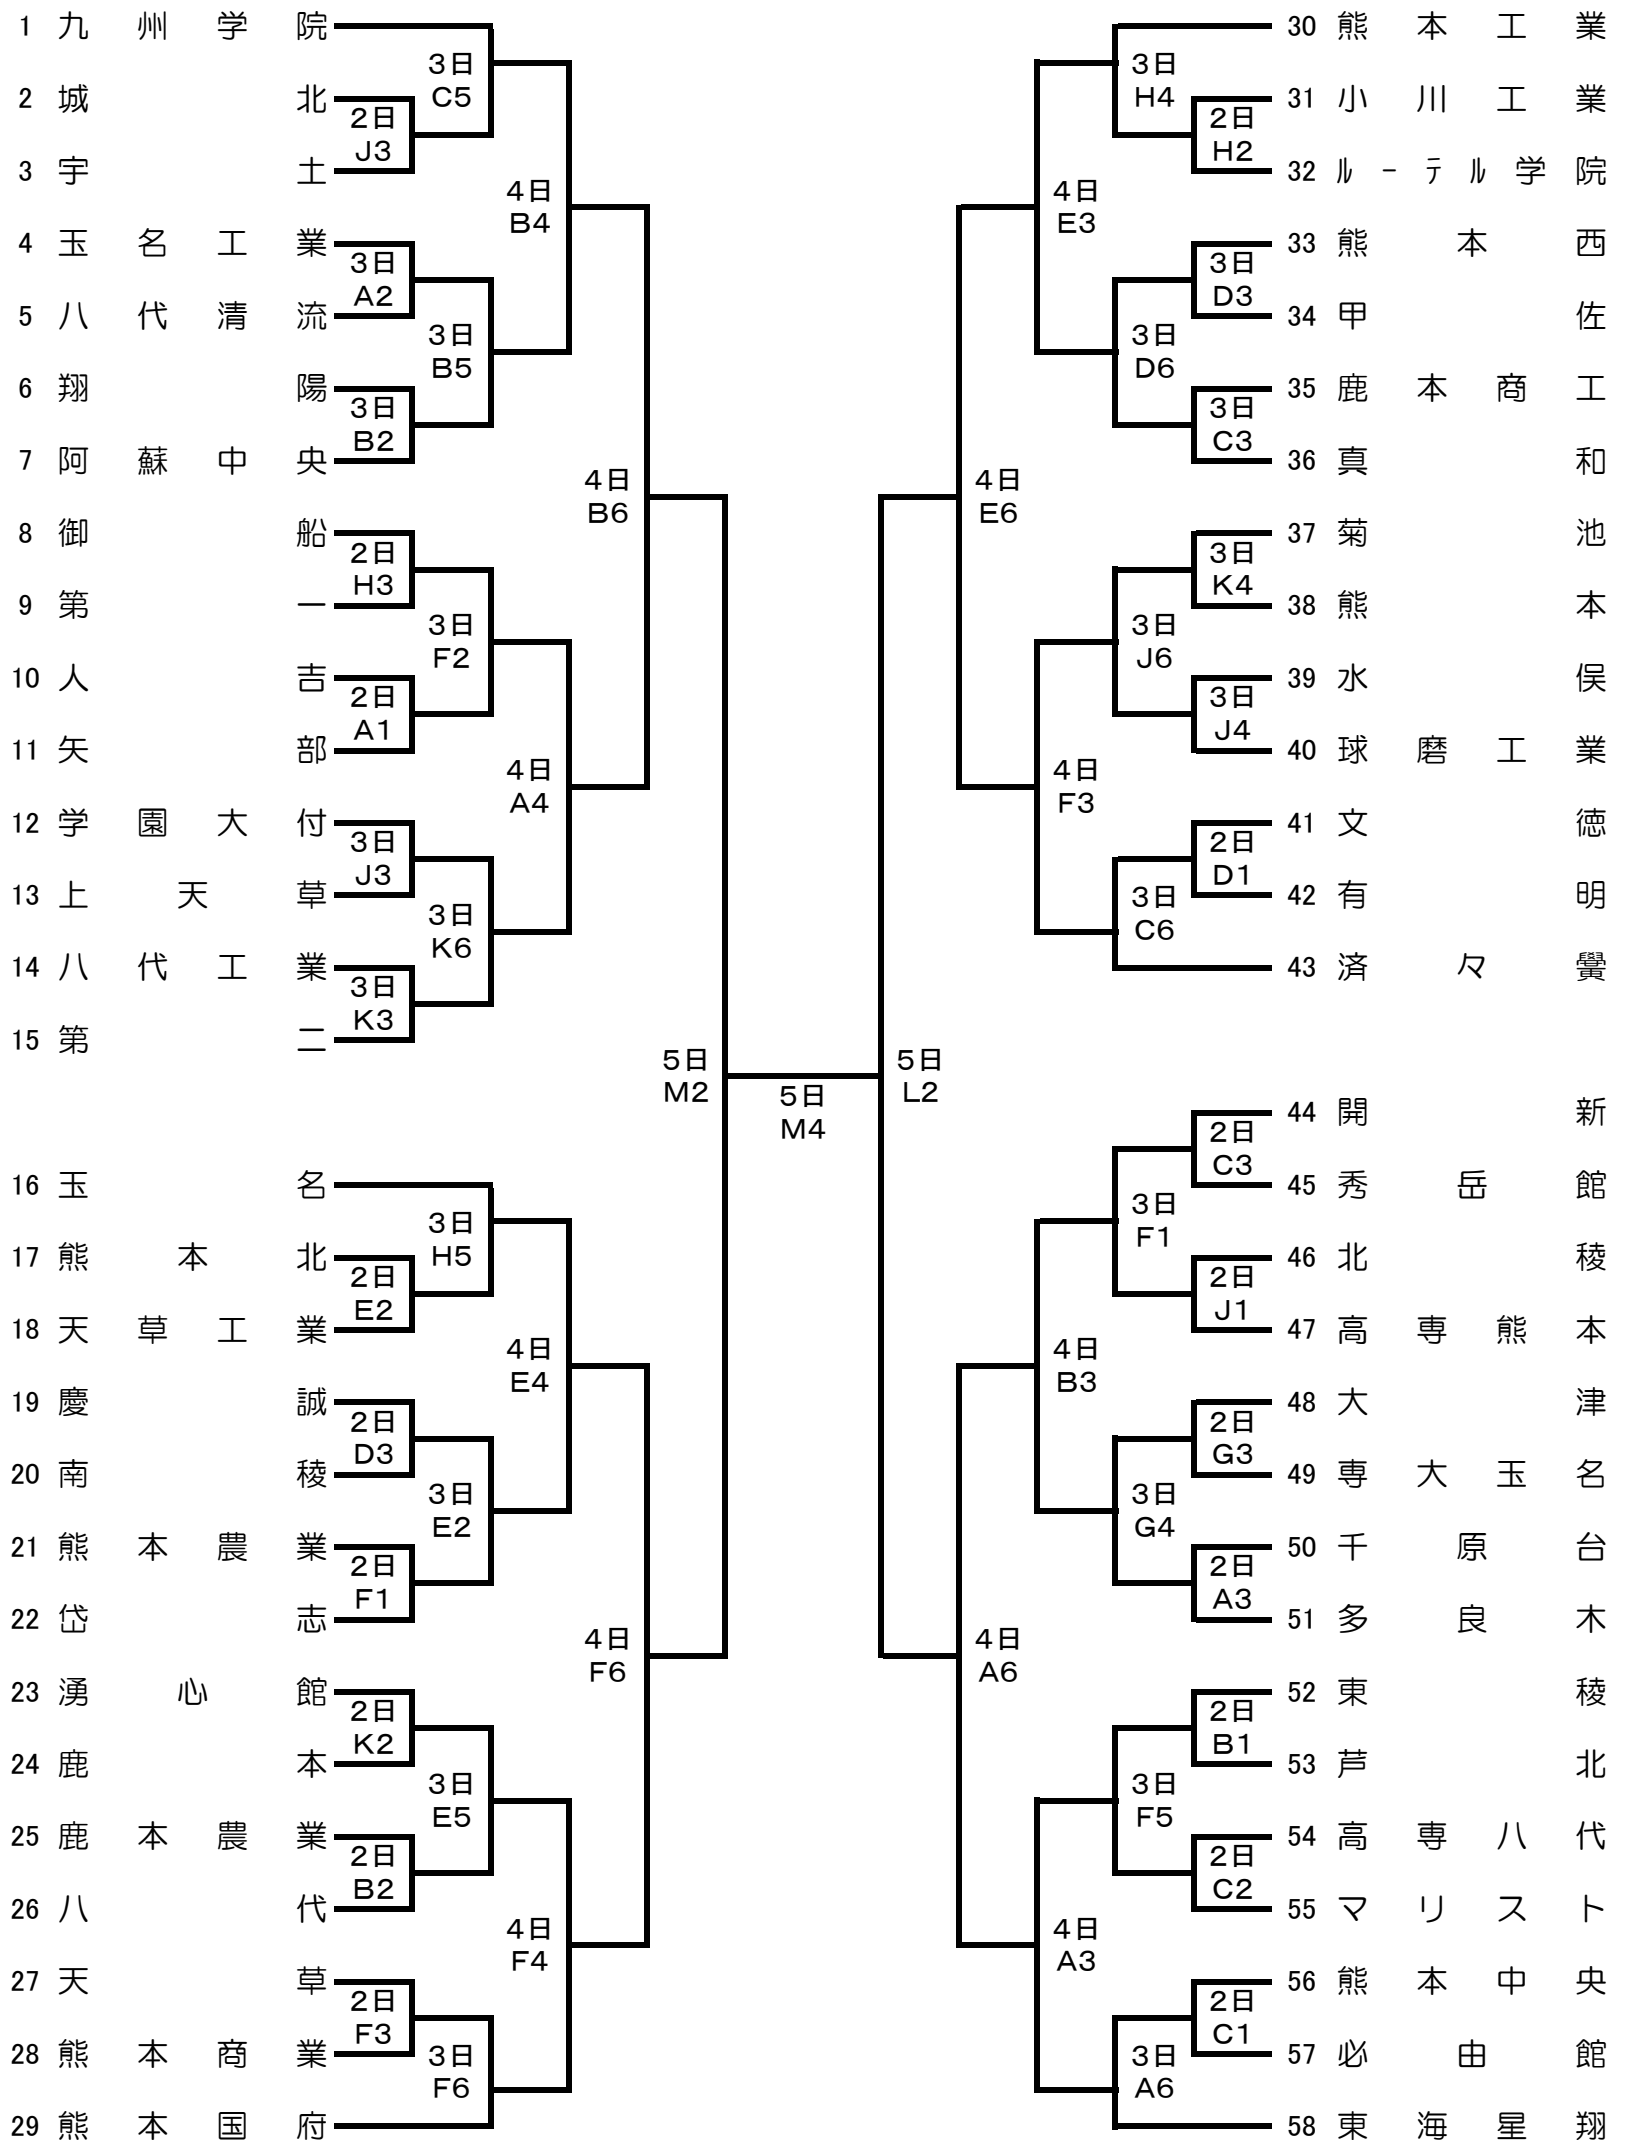 1 九州学院
2 城北
3 宇土
4 玉名工業
5 八代清流
6 翔陽
7 阿蘇中央
8 御船
9 第一
10 人吉
11 矢部
12 学園大付
13 上天草
14 八代工業
15 第二
16 玉名
17 熊本北
18 天草工業
19 慶誠
20 南稜
21 熊本農業
22 岱志
23 湧心館
24 鹿本
25 鹿本農業
26 八代
27 天草
28 熊本商業
29 熊本国府
2日
J3
3日
A2
3日
B2
2日
H3
2日
A1
3日
J3
3日
K3
2日
E2
2日
D3
2日
F1
2日
K2
2日
B2
2日
F3
3日
C5
3日
B5
3日
F2
3日
K6
3日
H5
3日
E2
3日
E5
3日
F6
4日
B4
4日
A4
4日
E4
4日
F4
4日
B6
4日
F6
5日
M2
5日
M4
5日
L2
4日
E6
4日
A6
4日
E3
4日
F3
4日
B3
4日
A3
3日
H4
3日
D6
3日
J6
3日
C6
3日
F1
3日
G4
3日
F5
3日
A6
2日
H2
3日
D3
3日
C3
3日
K4
3日
J4
2日
D1
2日
C3
2日
J1
2日
G3
2日
A3
2日
B1
2日
C2
2日
C1
30 熊本工業
31 小川工業
32 ﾙｰﾃﾙ学院
33 熊本西
34 甲佐
35 鹿本商工
36 真和
37 菊池
38 熊本
39 水俣
40 球磨工業
41 文徳
42 有明
43 済々黌
44 開新
45 秀岳館
46 北稜
47 高専熊本
48 大津
49 専大玉名
50 千原台
51 多良木
52 東稜
53 芦北
54 高専八代
55 マリスト
56 熊本中央
57 必由館
58 東海星翔